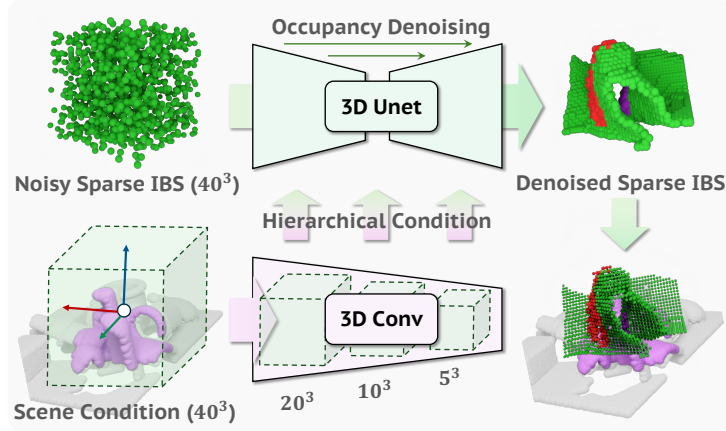 Occupancy Denoising
3D Unet
Noisy Sparse IBS (40³)
Denoised Sparse IBS
Hierarchical Condition
3D Conv
Scene Condition (40³)
20³
10³
5³